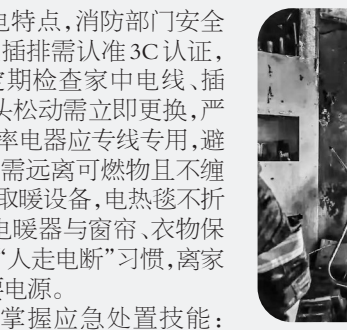 电特点,消防部门安全
插排需认准3C认证,
定期检查家中电线、插
头松动需立即更换,严
率电器应专线专用,避
需远离可燃物且不缠
取暖设备,电热毯不折
电暖器与窗帘、衣物保
“人走电断”习惯,离家
要电源。
掌握应急处置技能: